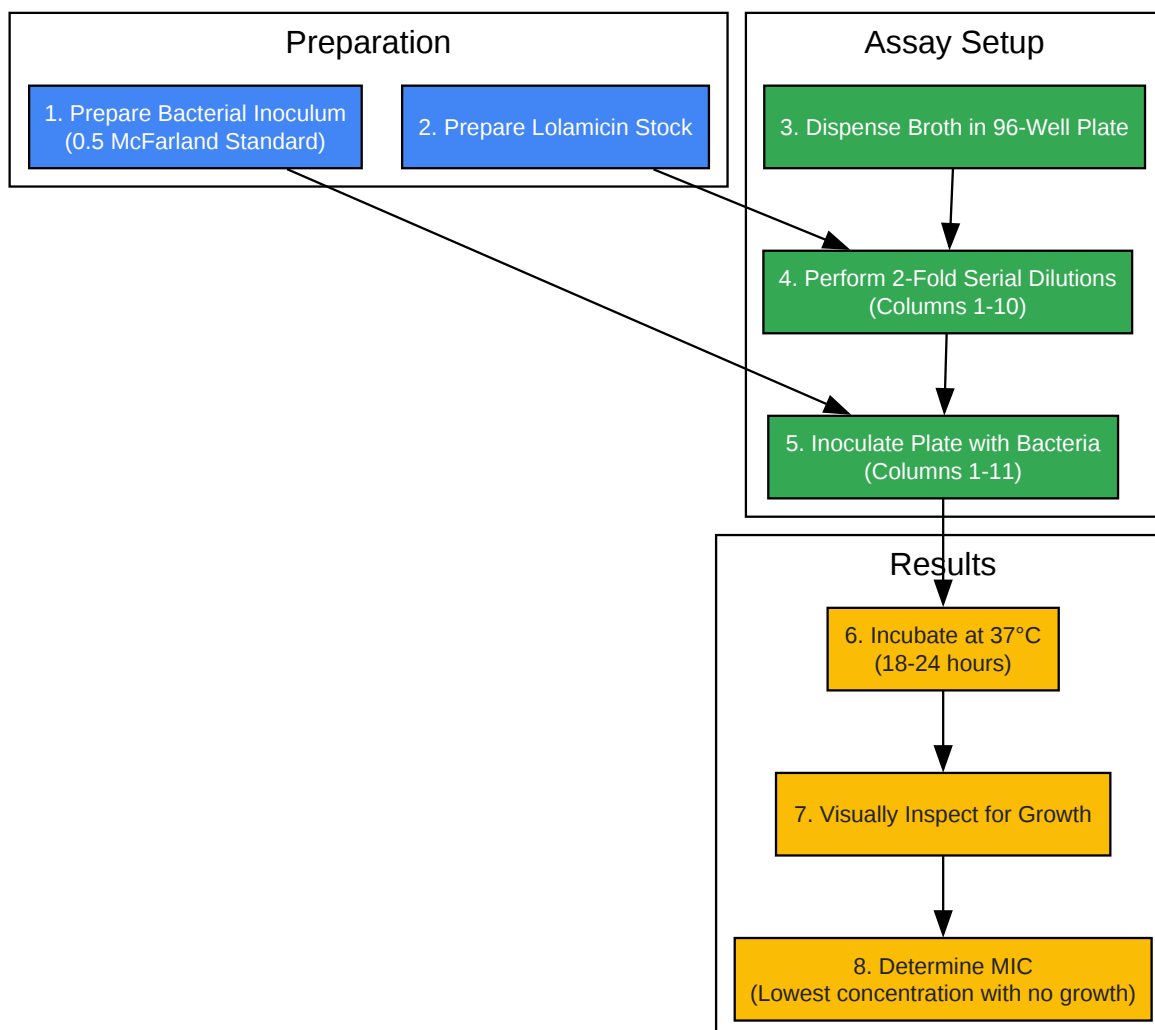 Preparation
1. Prepare Bacterial Inoculum
(0.5 McFarland Standard)
2. Prepare Lolamicin Stock
Assay Setup
3. Dispense Broth in 96-Well Plate
4. Perform 2-Fold Serial Dilutions
(Columns 1-10)
5. Inoculate Plate with Bacteria
(Columns 1-11)
Results
6. Incubate at 37°C
(18-24 hours)
7. Visually Inspect for Growth
8. Determine MIC
(Lowest concentration with no growth)